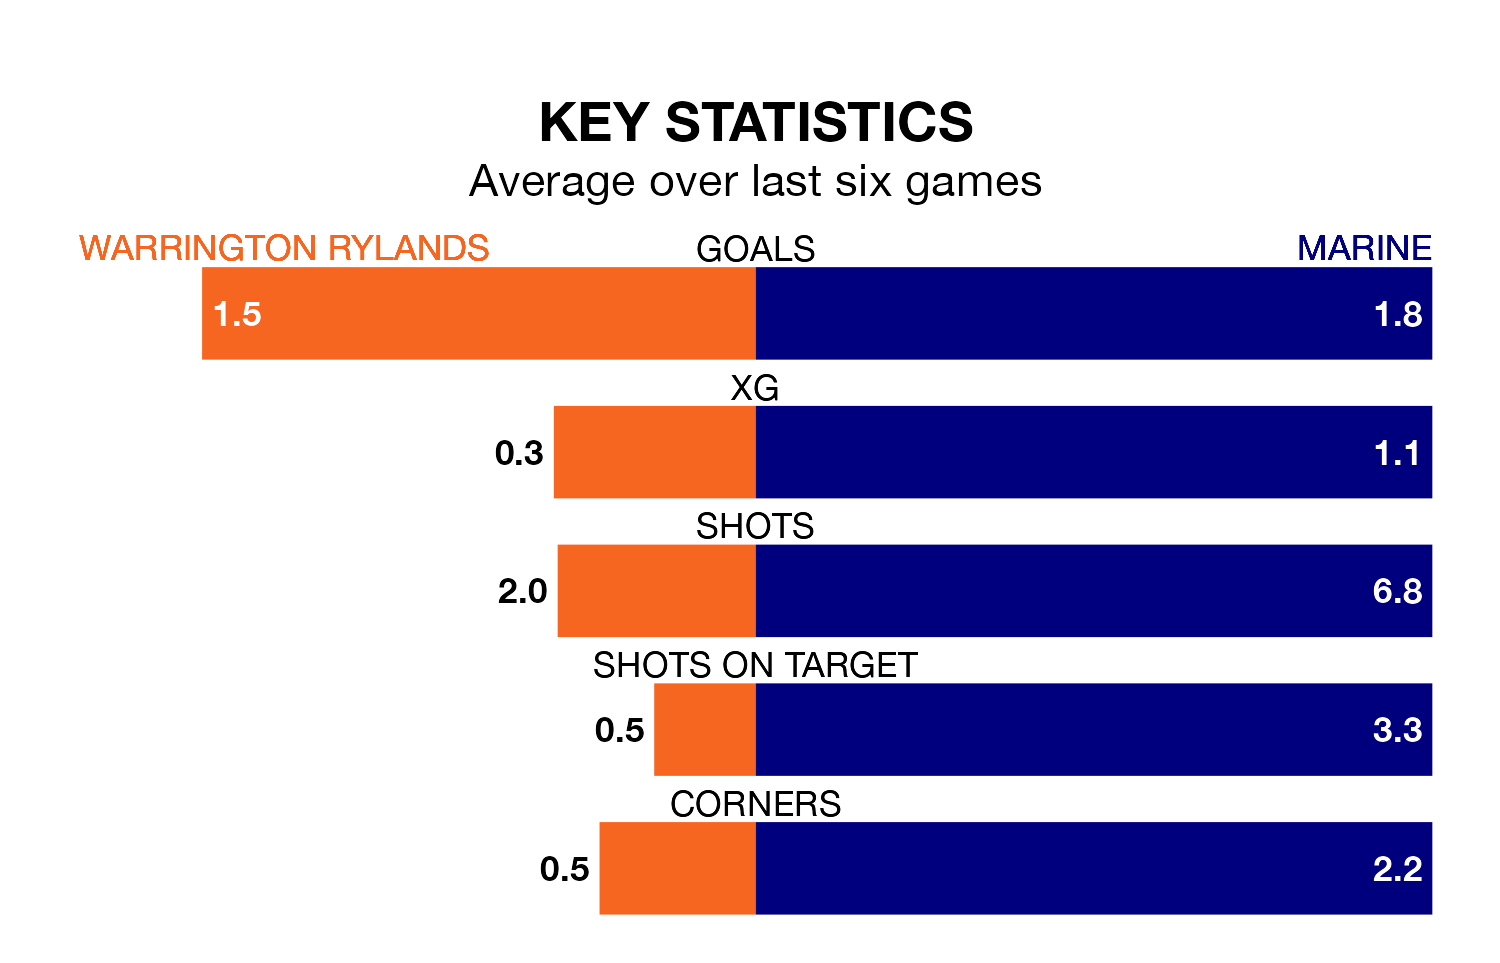 KEY STATISTICS
Average over last six games
WARRINGTON RYLANDS GOALS MARINE
1.5 1.8
XG
0.3 1.1
SHOTS
2.0 6.8
SHOTS ON TARGET
0.5 3.3
CORNERS
0.5 2.2